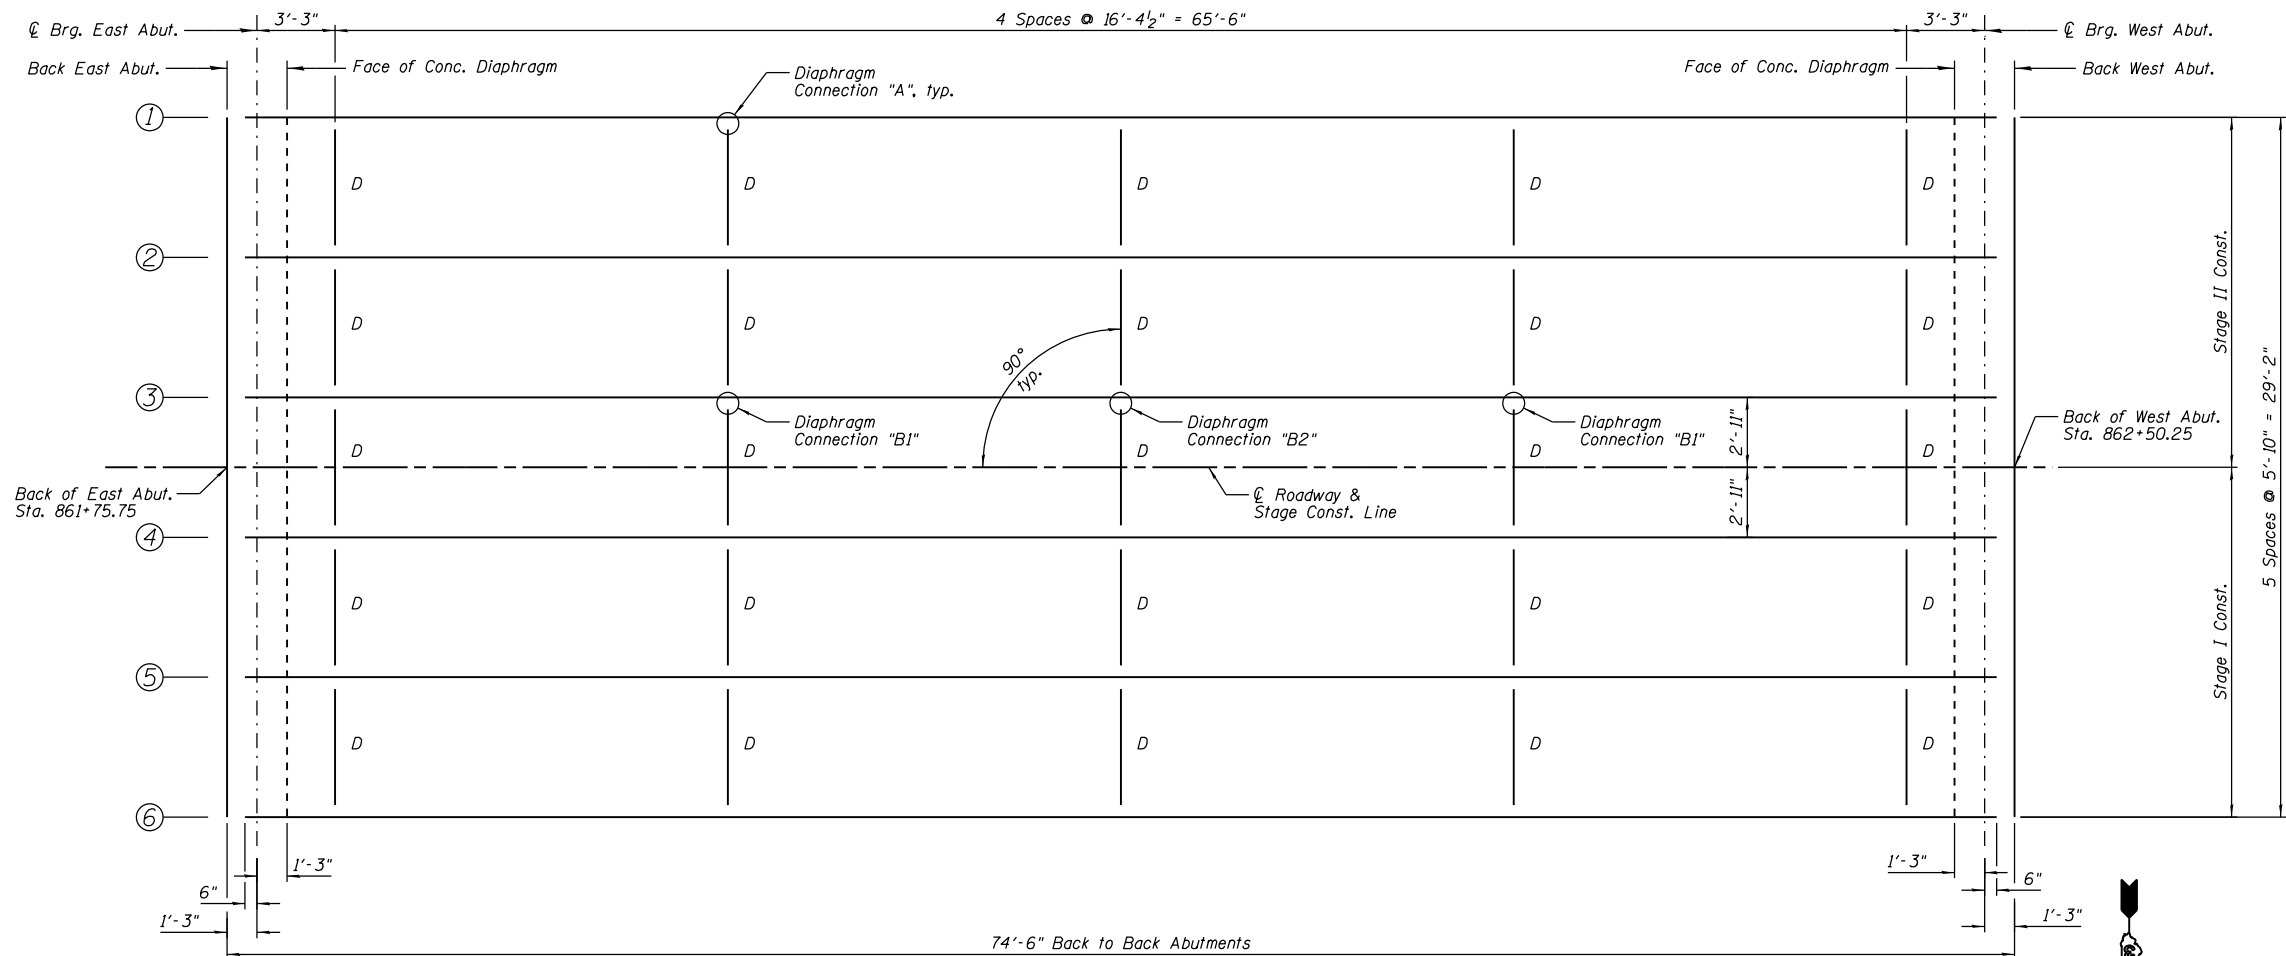 3'-3"
4 Spaces @ 16'-4½" = 65'-6"
3'-3"
℄ Brg. East Abut.
℄ Brg. West Abut.
Back East Abut.
Face of Conc. Diaphragm
Face of Conc. Diaphragm
Back West Abut.
Diaphragm
Connection "A", typ.
1
D D D D D
2
D D D D D
90°
typ.
3
Diaphragm
Connection "B1"
Diaphragm
Connection "B2"
Diaphragm
Connection "B1"
2'-11"
Back of West Abut.
Sta. 862+50.25
D D D D D
Back of East Abut.
Sta. 861+75.75
℄ Roadway &
Stage Const. Line
2'-11"
4
Stage II Const.
5 Spaces @ 5'-10" = 29'-2"
Stage I Const.
D D D D D
5
D D D D D
6
1'-3"
6"
1'-3"
1'-3"
6"
1'-3"
74'-6" Back to Back Abutments